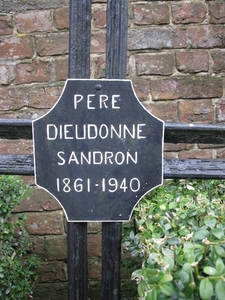 PERE
DIEUDONNE
SANDRON
1861-1940